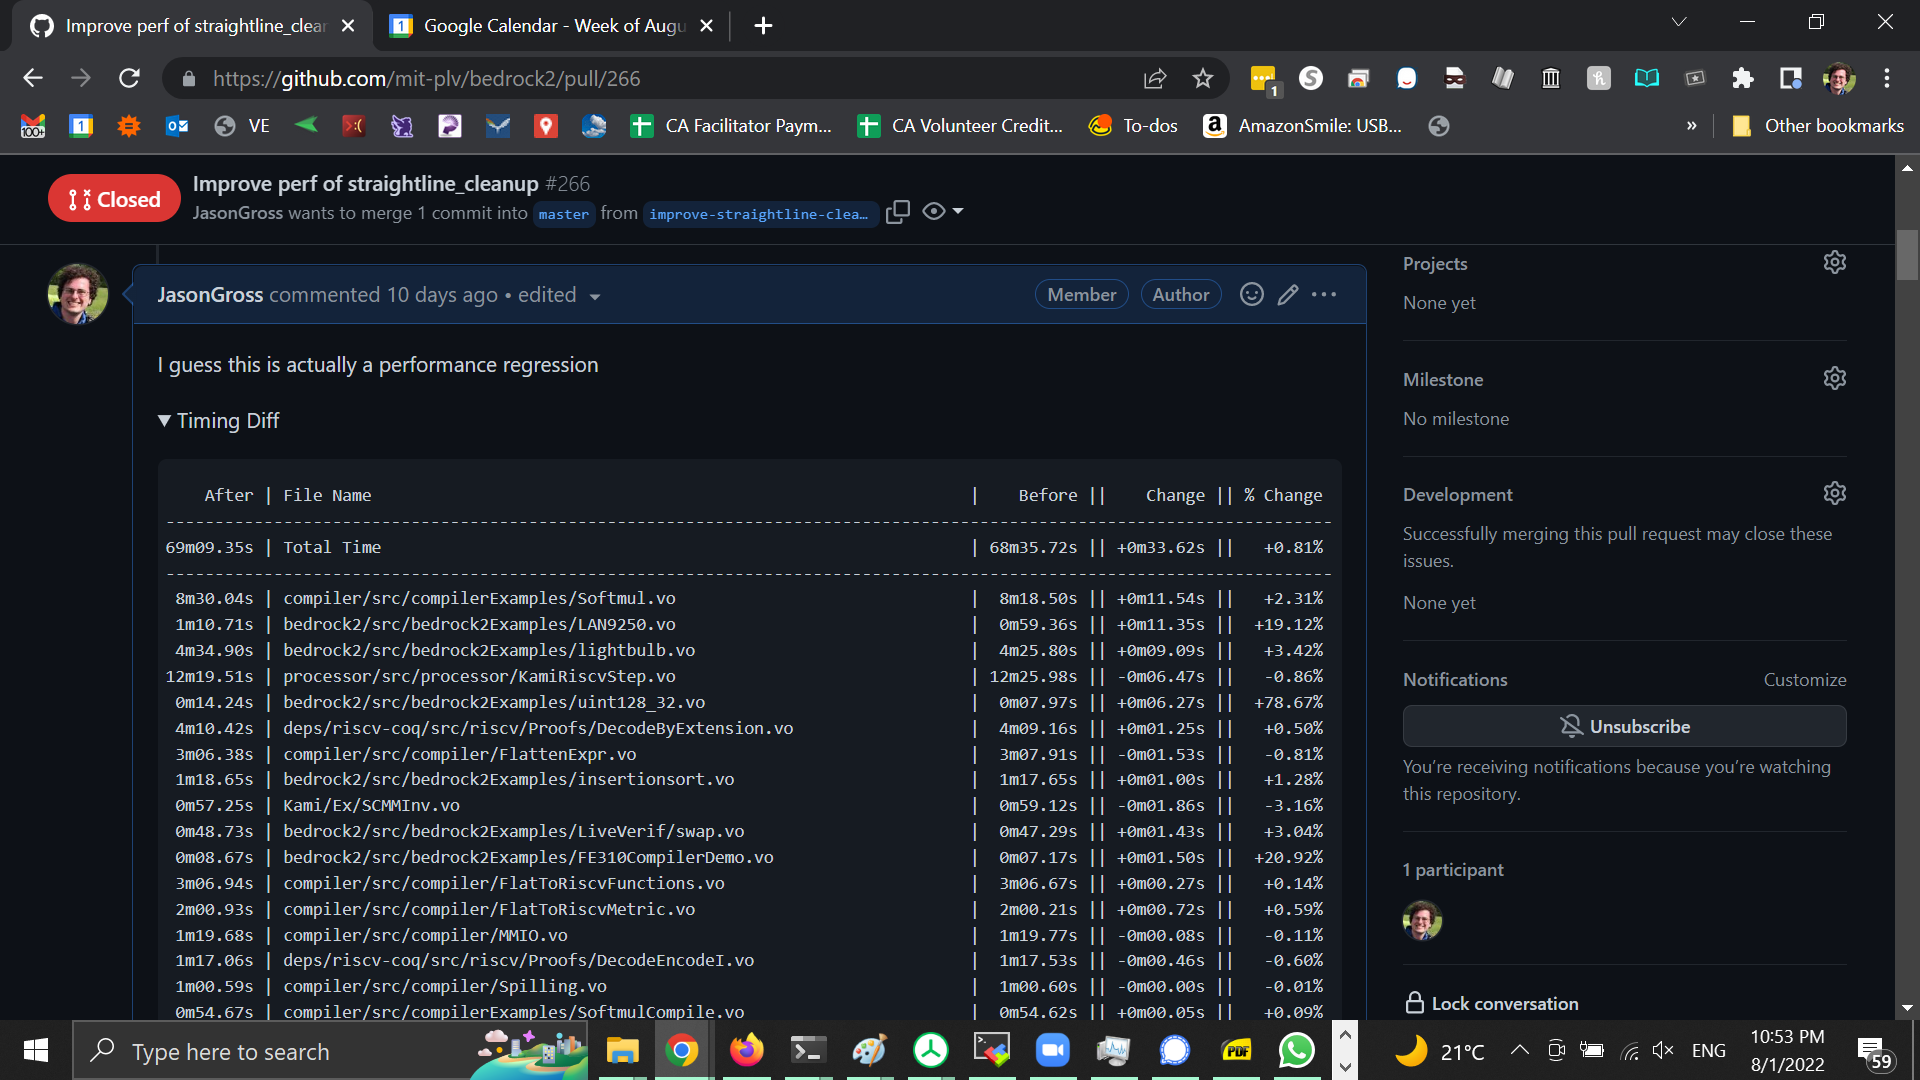 Improve perf of straightline_clear
Google Calendar - Week of Augu
https://github.com/mit-plv/bedrock2/pull/266
1
100+
1
VE
CA Facilitator Paym...
CA Volunteer Credit...
To-dos
AmazonSmile: USB...
»
Other bookmarks
Closed
Improve perf of straightline_cleanup #266
JasonGross wants to merge 1 commit into master from improve-straightline-clea…
JasonGross commented 10 days ago • edited
Member
Author
I guess this is actually a performance regression
Timing Diff
After | File Name | Before || Change || % Change
---------------------------------------------------------------------------------------------------------------------
69m09.35s | Total Time | 68m35.72s || +0m33.62s || +0.81%
---------------------------------------------------------------------------------------------------------------------
8m30.04s | compiler/src/compilerExamples/Softmul.vo | 8m18.50s || +0m11.54s || +2.31%
1m10.71s | bedrock2/src/bedrock2Examples/LAN9250.vo | 0m59.36s || +0m11.35s || +19.12%
4m34.90s | bedrock2/src/bedrock2Examples/lightbulb.vo | 4m25.80s || +0m09.09s || +3.42%
12m19.51s | processor/src/processor/KamiRiscvStep.vo | 12m25.98s || -0m06.47s || -0.86%
0m14.24s | bedrock2/src/bedrock2Examples/uint128_32.vo | 0m07.97s || +0m06.27s || +78.67%
4m10.42s | deps/riscv-coq/src/riscv/Proofs/DecodeByExtension.vo | 4m09.16s || +0m01.25s || +0.50%
3m06.38s | compiler/src/compiler/FlattenExpr.vo | 3m07.91s || -0m01.53s || -0.81%
1m18.65s | bedrock2/src/bedrock2Examples/insertionsort.vo | 1m17.65s || +0m01.00s || +1.28%
0m57.25s | Kami/Ex/SCMMInv.vo | 0m59.12s || -0m01.86s || -3.16%
0m48.73s | bedrock2/src/bedrock2Examples/LiveVerif/swap.vo | 0m47.29s || +0m01.43s || +3.04%
0m08.67s | bedrock2/src/bedrock2Examples/FE310CompilerDemo.vo | 0m07.17s || +0m01.50s || +20.92%
3m06.94s | compiler/src/compiler/FlatToRiscvFunctions.vo | 3m06.67s || +0m00.27s || +0.14%
2m00.93s | compiler/src/compiler/FlatToRiscvMetric.vo | 2m00.21s || +0m00.72s || +0.59%
1m19.68s | compiler/src/compiler/MMIO.vo | 1m19.77s || -0m00.08s || -0.11%
1m17.06s | deps/riscv-coq/src/riscv/Proofs/DecodeEncodeI.vo | 1m17.53s || -0m00.46s || -0.60%
1m00.59s | compiler/src/compiler/Spilling.vo | 1m00.60s || -0m00.00s || -0.01%
0m54.67s | compiler/src/compilerExamples/SoftmulCompile.vo | 0m54.62s || +0m00.05s || +0.09%
Projects
None yet
Milestone
No milestone
Development
Successfully merging this pull request may close these
issues.
None yet
Notifications
Customize
Unsubscribe
You're receiving notifications because you're watching
this repository.
1 participant
Lock conversation
Type here to search
PDF
21°C
ENG
10:53 PM
8/1/2022
59